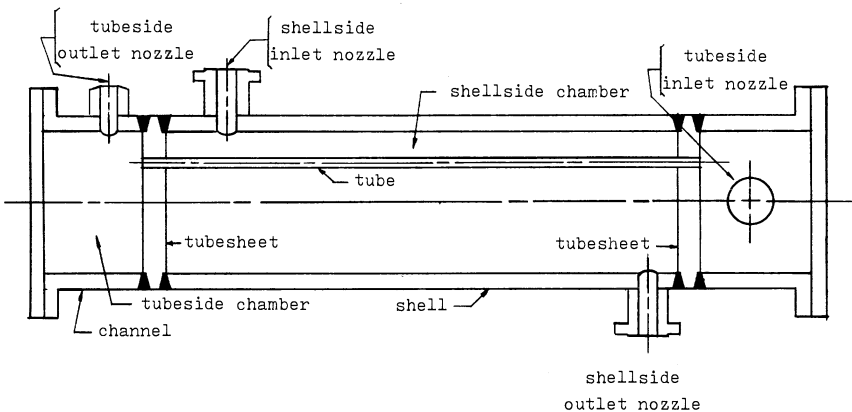 tubeside
outlet nozzle
shellside
inlet nozzle
tubeside
inlet nozzle
shellside chamber
tube
tubesheet
tubesheet
tubeside chamber
shell
channel
shellside
outlet nozzle